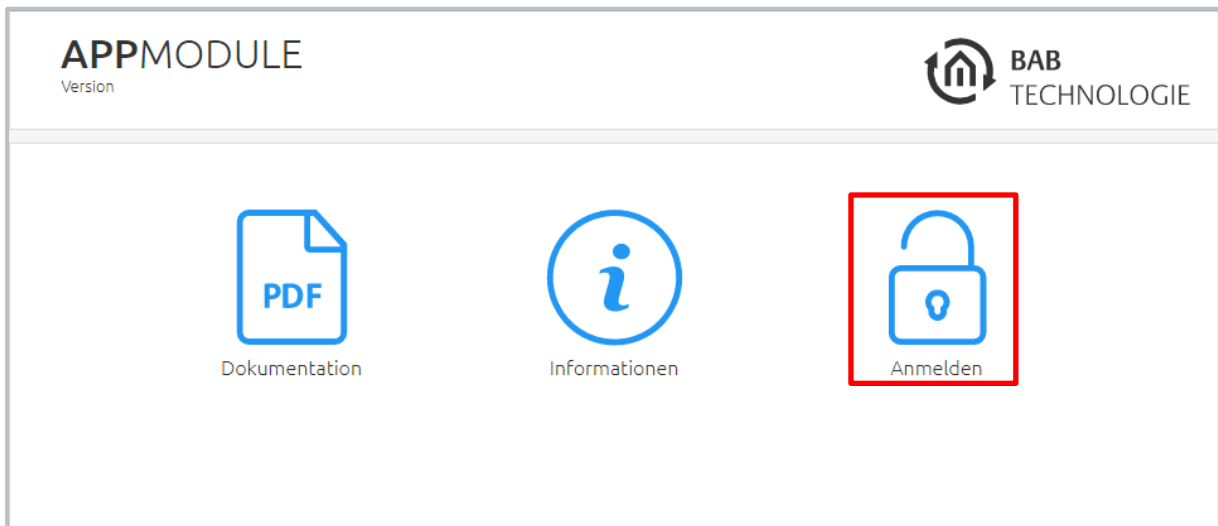 APPMODULE
Version
BAB
TECHNOLOGIE
PDF
i
Dokumentation
Informationen
Anmelden